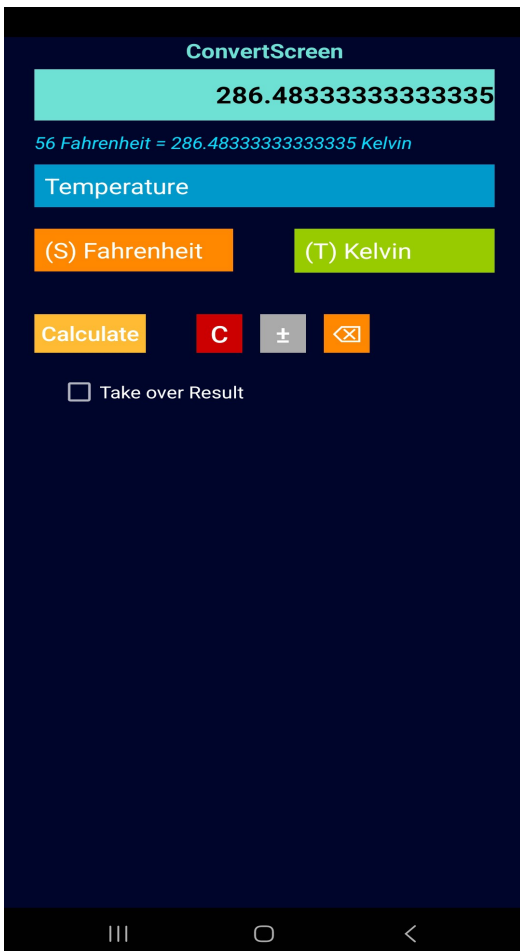 ConvertScreen
286.48333333333335
56 Fahrenheit = 286.48333333333335 Kelvin
Temperature
(S) Fahrenheit (T) Kelvin
Calculate C ±
Take over Result